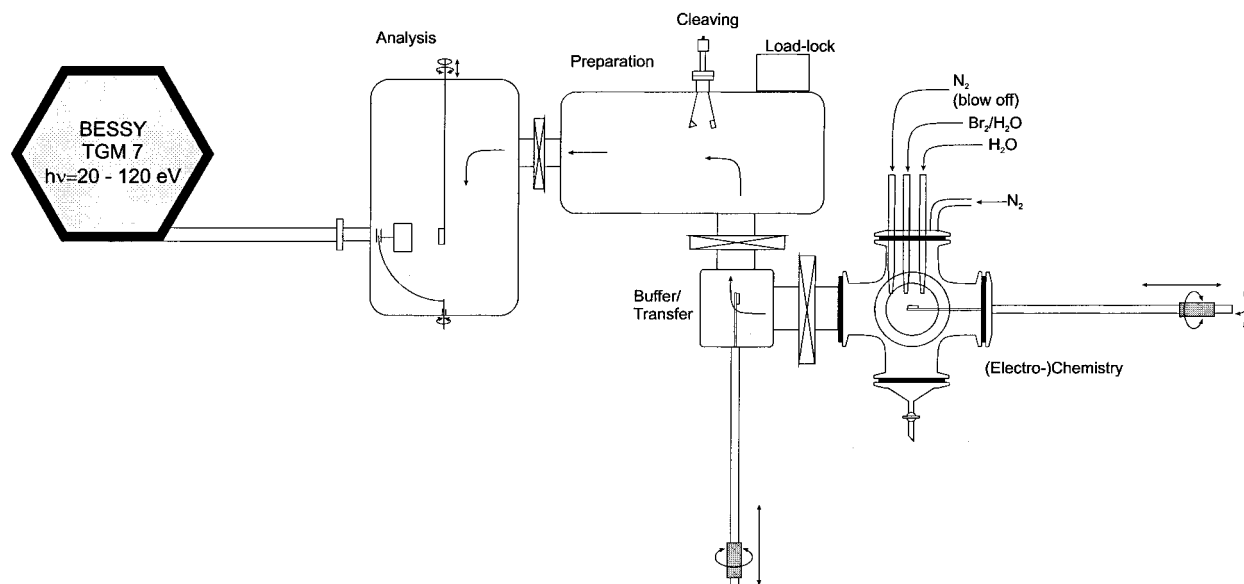 Cleaving
Analysis
Load-lock
Preparation
N₂
(blow off)
BESSY
TGM 7
hν=20 - 120 eV
Br₂/H₂O
H₂O
N₂
Buffer/
Transfer
(Electro-)Chemistry